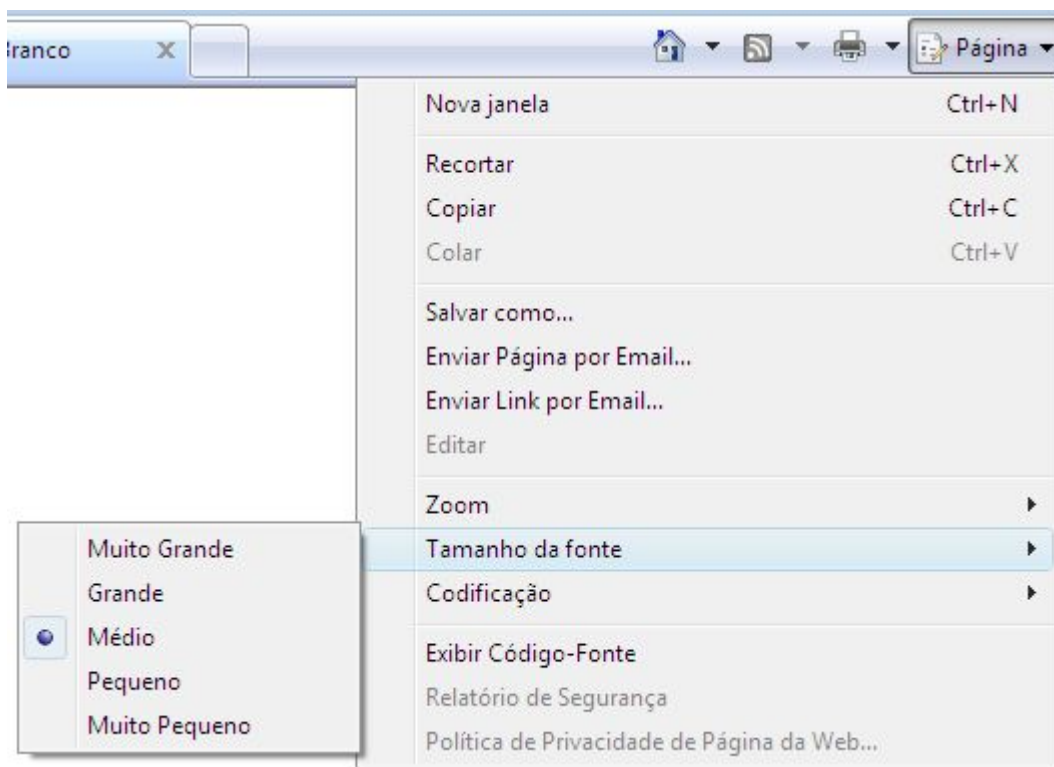 Branco
Página
Nova janela Ctrl+N
Recortar Ctrl+X
Copiar Ctrl+C
Colar Ctrl+V
Salvar como...
Enviar Página por Email...
Enviar Link por Email...
Editar
Zoom
Tamanho da fonte
Codificação
Exibir Código-Fonte
Relatório de Segurança
Política de Privacidade de Página da Web...
Muito Grande
Grande
Médio
Pequeno
Muito Pequeno